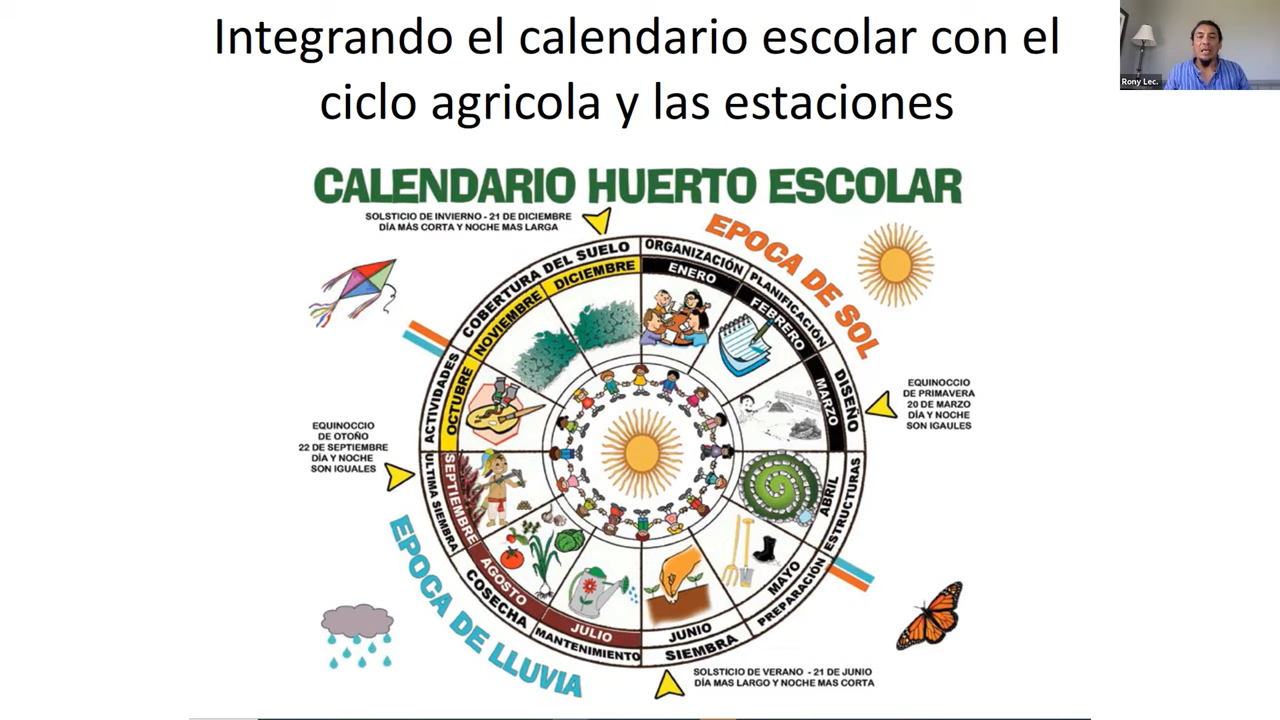 Integrando el calendario escolar con el
ciclo agricola y las estaciones
Rony Lec.
CALENDARIO HUERTO ESCOLAR
SOLSTICIO DE INVIERNO - 21 DE DICIEMBRE
DÍA MÁS CORTA Y NOCHE MAS LARGA
EPOCA DE SOL
COBERTURA DEL SUELO
ORGANIZACIÓN
PLANIFICACIÓN
DISEÑO
ESTRUCTURAS
PREPARACIÓN
SIEMBRA
MANTENIMIENTO
COSECHA
ULTIMA SIEMBRA
ACTIVIDADES
ENERO
FEBRERO
MARZO
ABRIL
MAYO
JUNIO
JULIO
AGOSTO
SEPTIEMBRE
OCTUBRE
NOVIEMBRE
DICIEMBRE
EQUINOCCIO
DE PRIMAVERA
20 DE MARZO
DÍA Y NOCHE
SON IGAULES
EQUINOCCIO
DE OTOÑO
22 DE SEPTIEMBRE
DÍA Y NOCHE
SON IGUALES
EPOCA DE LLUVIA
SOLSTICIO DE VERANO - 21 DE JUNIO
DÍA MAS LARGO Y NOCHE MAS CORTA